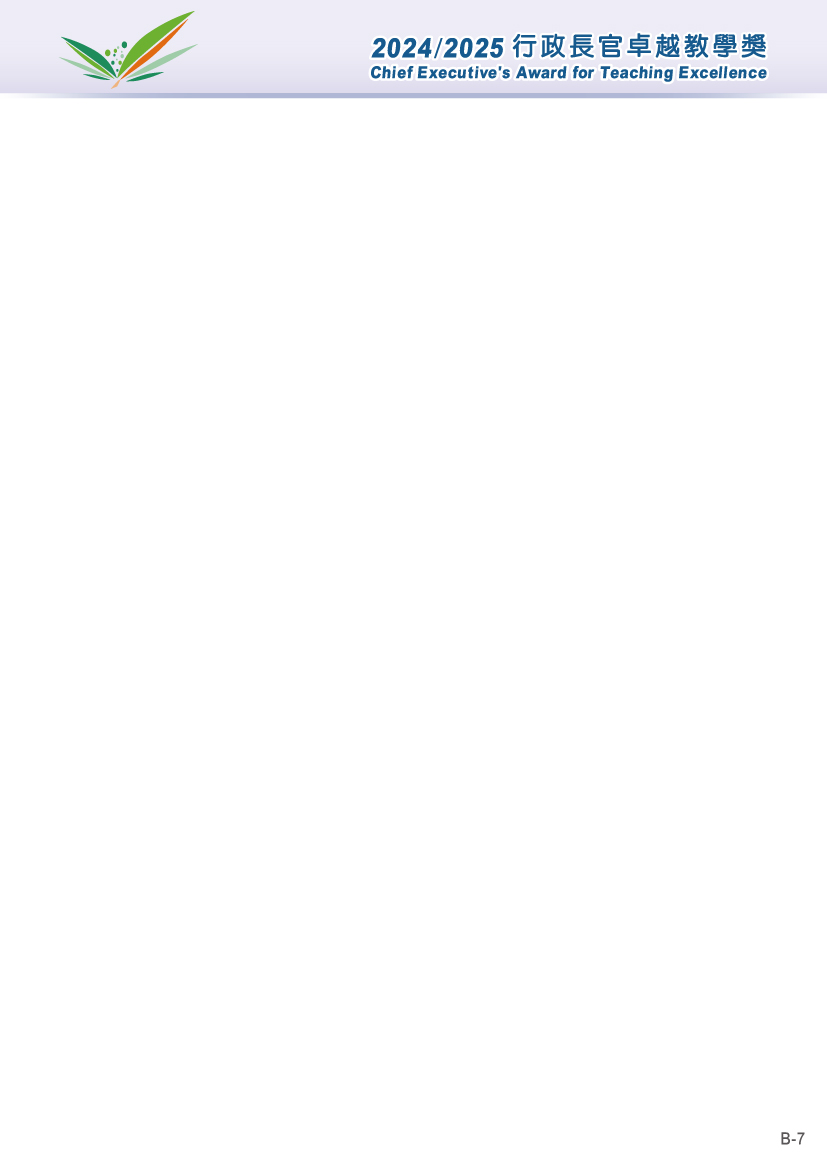 2024/2025 行政長官卓越教學獎
Chief Executive's Award for Teaching Excellence
B-7